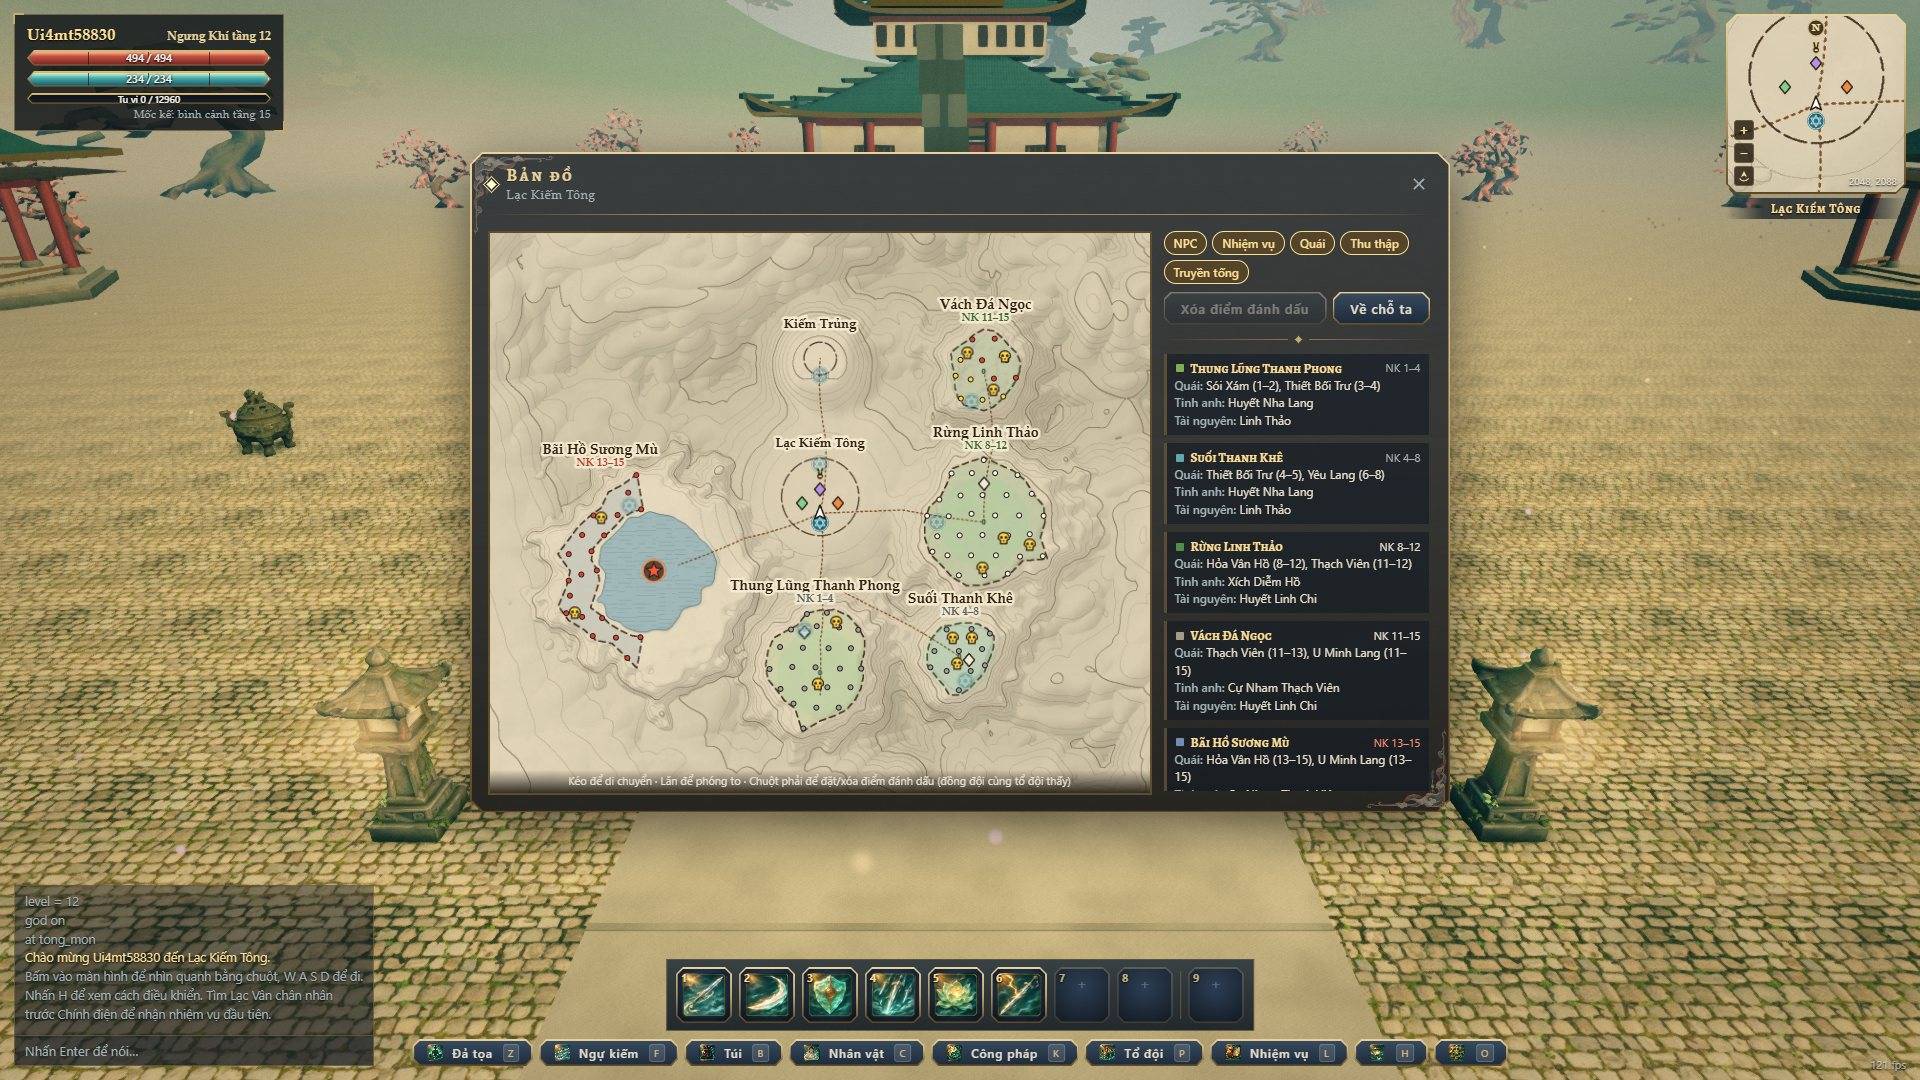 Ui4mt58830 Ngưng Khí tầng 12
494 / 494
234 / 234
Tu vi 0 / 12960
Mốc kế: bình cảnh tầng 15
N
+
−
2048, 2088
Lạc Kiếm Tông
Bản đồ
Lạc Kiếm Tông
NPC Nhiệm vụ Quái Thu thập
Truyền tống
Xóa điểm đánh dấu Về chỗ ta
Vách Đá Ngọc
NK 11–15
Kiếm Trủng
Rừng Linh Thảo
NK 8–12
Lạc Kiếm Tông
Bãi Hồ Sương Mù
NK 13–15
Thung Lũng Thanh Phong
NK 1–4
Suối Thanh Khê
NK 4–8
Kéo để di chuyển · Lăn để phóng to · Chuột phải để đặt/xóa điểm đánh dấu (đồng đội cùng tổ đội thấy)
Thung Lũng Thanh Phong NK 1–4
Quái: Sói Xám (1–2), Thiết Bối Trư (3–4)
Tinh anh: Huyết Nha Lang
Tài nguyên: Linh Thảo
Suối Thanh Khê NK 4–8
Quái: Thiết Bối Trư (4–5), Yêu Lang (6–8)
Tinh anh: Huyết Nha Lang
Tài nguyên: Linh Thảo
Rừng Linh Thảo NK 8–12
Quái: Hỏa Vân Hồ (8–12), Thạch Viên (11–12)
Tinh anh: Xích Diễm Hồ
Tài nguyên: Huyết Linh Chi
Vách Đá Ngọc NK 11–15
Quái: Thạch Viên (11–13), U Minh Lang (11–
15)
Tinh anh: Cự Nham Thạch Viên
Tài nguyên: Huyết Linh Chi
Bãi Hồ Sương Mù NK 13–15
Quái: Hỏa Vân Hồ (13–15), U Minh Lang (13–
15)
level = 12
god on
at tong_mon
Chào mừng Ui4mt58830 đến Lạc Kiếm Tông.
Bấm vào màn hình để nhìn quanh bằng chuột, W A S D để đi.
Nhấn H để xem cách điều khiển. Tìm Lạc Vân chân nhân
trước Chính điện để nhận nhiệm vụ đầu tiên.
Nhấn Enter để nói...
1 2 3 4 5 6 7 8 9
Đả tọa Z Ngự kiếm F Túi B Nhân vật C Công pháp K Tổ đội P Nhiệm vụ L H O
121 fps